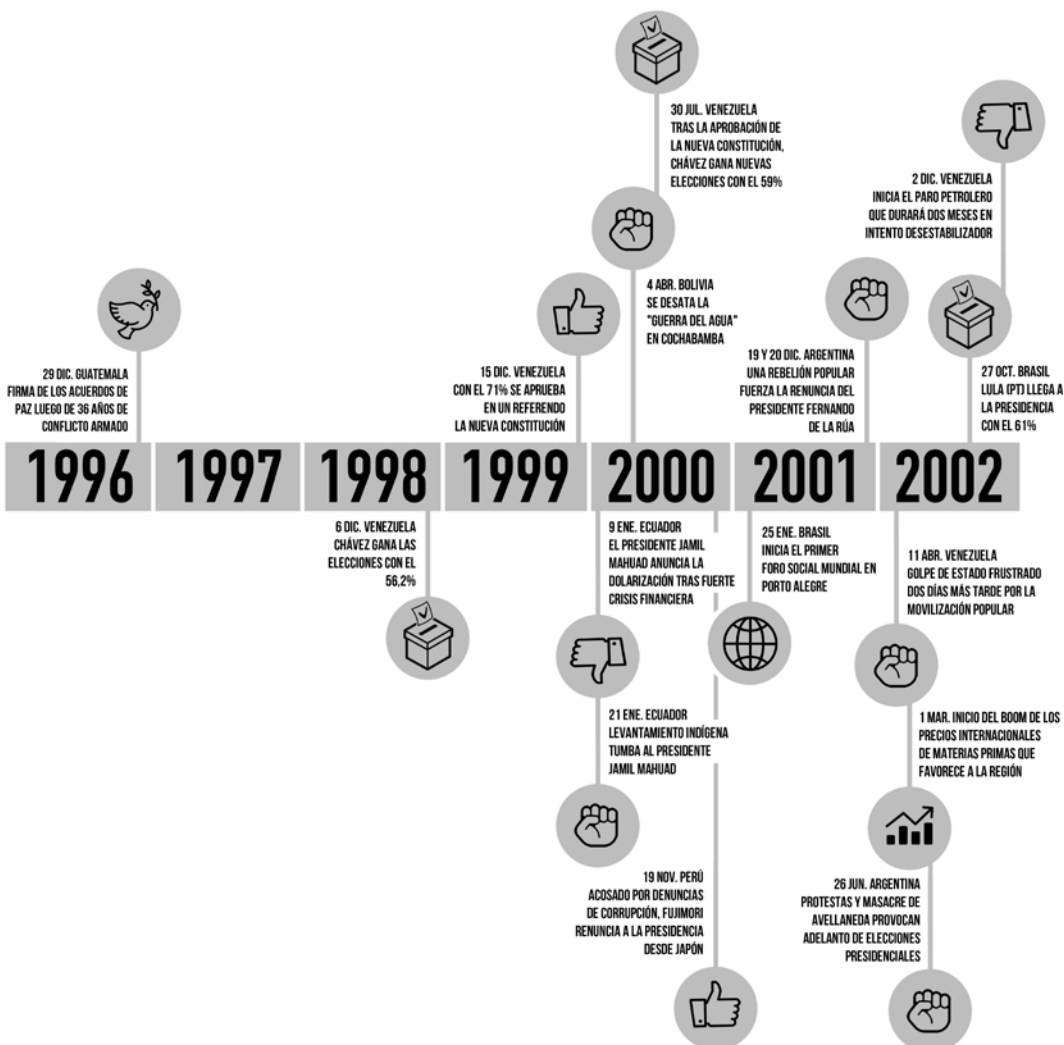 30 JUL. VENEZUELA
TRAS LA APROBACIÓN DE
LA NUEVA CONSTITUCIÓN,
CHÁVEZ GANA NUEVAS
ELECCIONES CON EL 59%
2 DIC. VENEZUELA
INICIA EL PARO PETROLERO
QUE DURARÁ DOS MESES EN
INTENTO DESESTABILIZADOR
4 ABR. BOLIVIA
SE DESATA LA
"GUERRA DEL AGUA"
EN COCHABAMBA
29 DIC. GUATEMALA
FIRMA DE LOS ACUERDOS DE
PAZ LUEGO DE 36 AÑOS DE
CONFLICTO ARMADO
15 DIC. VENEZUELA
CON EL 71% SE APRUEBA
EN UN REFERENDO
LA NUEVA CONSTITUCIÓN
19 Y 20 DIC. ARGENTINA
UNA REBELIÓN POPULAR
FUERZA LA RENUNCIA DEL
PRESIDENTE FERNANDO
DE LA RÚA
27 OCT. BRASIL
LULA (PT) LLEGA A
LA PRESIDENCIA
CON EL 61%
1996 1997 1998 1999 2000 2001 2002
6 DIC. VENEZUELA
CHÁVEZ GANA LAS
ELECCIONES CON EL
56,2%
9 ENE. ECUADOR
EL PRESIDENTE JAMIL
MAHUAD ANUNCIA LA
DOLARIZACIÓN TRAS FUERTE
CRISIS FINANCIERA
25 ENE. BRASIL
INICIA EL PRIMER
FORO SOCIAL MUNDIAL EN
PORTO ALEGRE
11 ABR. VENEZUELA
GOLPE DE ESTADO FRUSTRADO
DOS DÍAS MÁS TARDE POR LA
MOVILIZACIÓN POPULAR
21 ENE. ECUADOR
LEVANTAMIENTO INDÍGENA
TUMBA AL PRESIDENTE
JAMIL MAHUAD
1 MAR. INICIO DEL BOOM DE LOS
PRECIOS INTERNACIONALES
DE MATERIAS PRIMAS QUE
FAVORECE A LA REGIÓN
19 NOV. PERÚ
ACOSADO POR DENUNCIAS
DE CORRUPCIÓN, FUJIMORI
RENUNCIA A LA PRESIDENCIA
DESDE JAPÓN
26 JUN. ARGENTINA
PROTESTAS Y MASACRE DE
AVELLANEDA PROVOCAN
ADELANTO DE ELECCIONES
PRESIDENCIALES